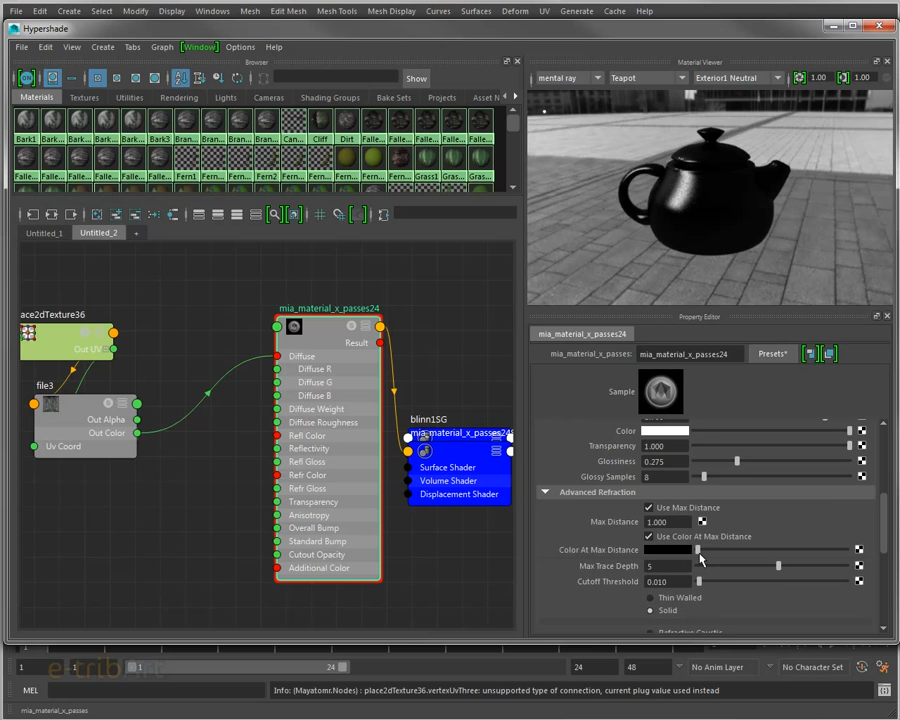 File Edit Create Select Modify Display Windows Mesh Edit Mesh Mesh Tools Mesh Display Curves Surfaces Deform UV Generate Cache Help
Hypershade
File Edit View Create Tabs Graph [Window] Options Help
Browser
Show
Materials Textures Utilities Rendering Lights Cameras Shading Groups Bake Sets Projects Asset N
Bark1 Bark... Bark... Bark... Bark... Bark3 Bran... Bran... Bran... Bran... Can... Cliff Dirt Falle... Falle... Falle... Falle... Falle...
Falle... Falle... Falle... Falle... Falle... Falle... Fern1 Fern... Fern... Fern2 Fern... Fern... Fern... Fern... Falle... Grass1 Gras... Gras...
Untitled_1 Untitled_2 +
ace2dTexture36
Out UV
file3
Out Alpha
Out Color
Uv Coord
mia_material_x_passes24
Result
Diffuse
Diffuse R
Diffuse G
Diffuse B
Diffuse Weight
Diffuse Roughness
Refl Color
Reflectivity
Refl Gloss
Refr Color
Refr Gloss
Transparency
Anisotropy
Overall Bump
Standard Bump
Cutout Opacity
Additional Color
blinn1SG
mia_material_x_passes24S
Surface Shader
Volume Shader
Displacement Shader
Material Viewer
mental ray Teapot Exterior1 Neutral 1.00 1.00
Property Editor
mia_material_x_passes24
mia_material_x_passes: mia_material_x_passes24 Presets*
Sample
Color
Transparency 1.000
Glossiness 0.275
Glossy Samples 8
Advanced Refraction
Use Max Distance
Max Distance 1.000
Use Color At Max Distance
Color At Max Distance
Max Trace Depth 5
Cutoff Threshold 0.010
Thin Walled
Solid
1 1 1 24 24 48 No Anim Layer No Character Set
MEL Info: (Mayatomr.Nodes) : place2dTexture36.vertexUvThree: unsupported type of connection, current plug value used instead
mia_material_x_passes